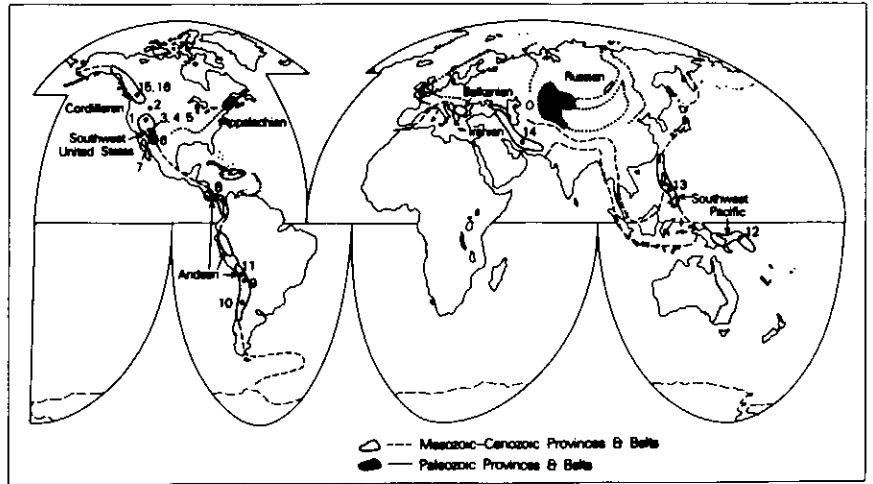 Russian
15, 16
Balkanian
Cordilleran
2
1
3, 4
5
Appalachian
Iranian
14
Southwest
United States
6
7
8
13
Southwest
Pacific
12
Andean
11
9
10
Mesozoic-Cenozoic Provinces & Belts
Paleozoic Provinces & Belts